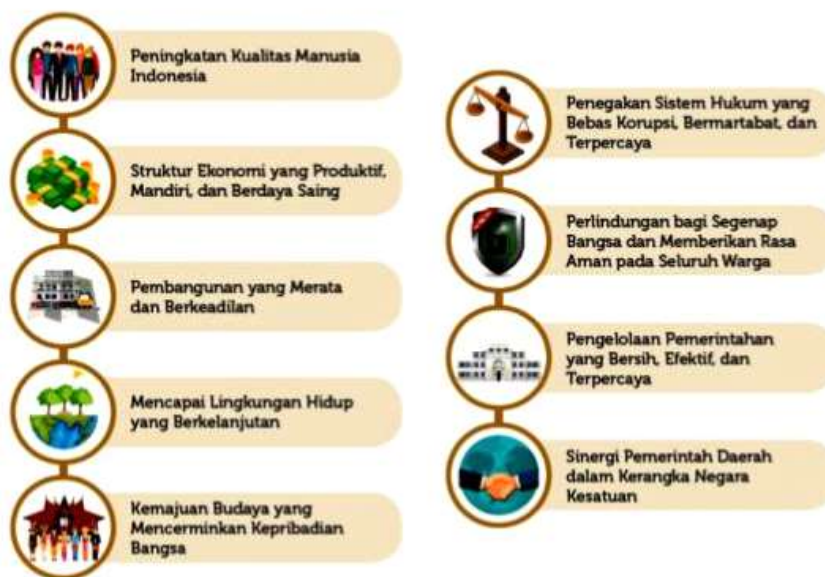 Peningkatan Kualitas Manusia
Indonesia
Struktur Ekonomi yang Produktif,
Mandiri, dan Berdaya Saing
Pembangunan yang Merata
dan Berkeadilan
Mencapai Lingkungan Hidup
yang Berkelanjutan
Kemajuan Budaya yang
Mencerminkan Kepribadian
Bangsa
Penegakan Sistem Hukum yang
Bebas Korupsi, Bermartabat, dan
Terpercaya
Perlindungan bagi Segenap
Bangsa dan Memberikan Rasa
Aman pada Seluruh Warga
Pengelolaan Pemerintahan
yang Bersih, Efektif, dan
Terpercaya
Sinergi Pemerintah Daerah
dalam Kerangka Negara
Kesatuan